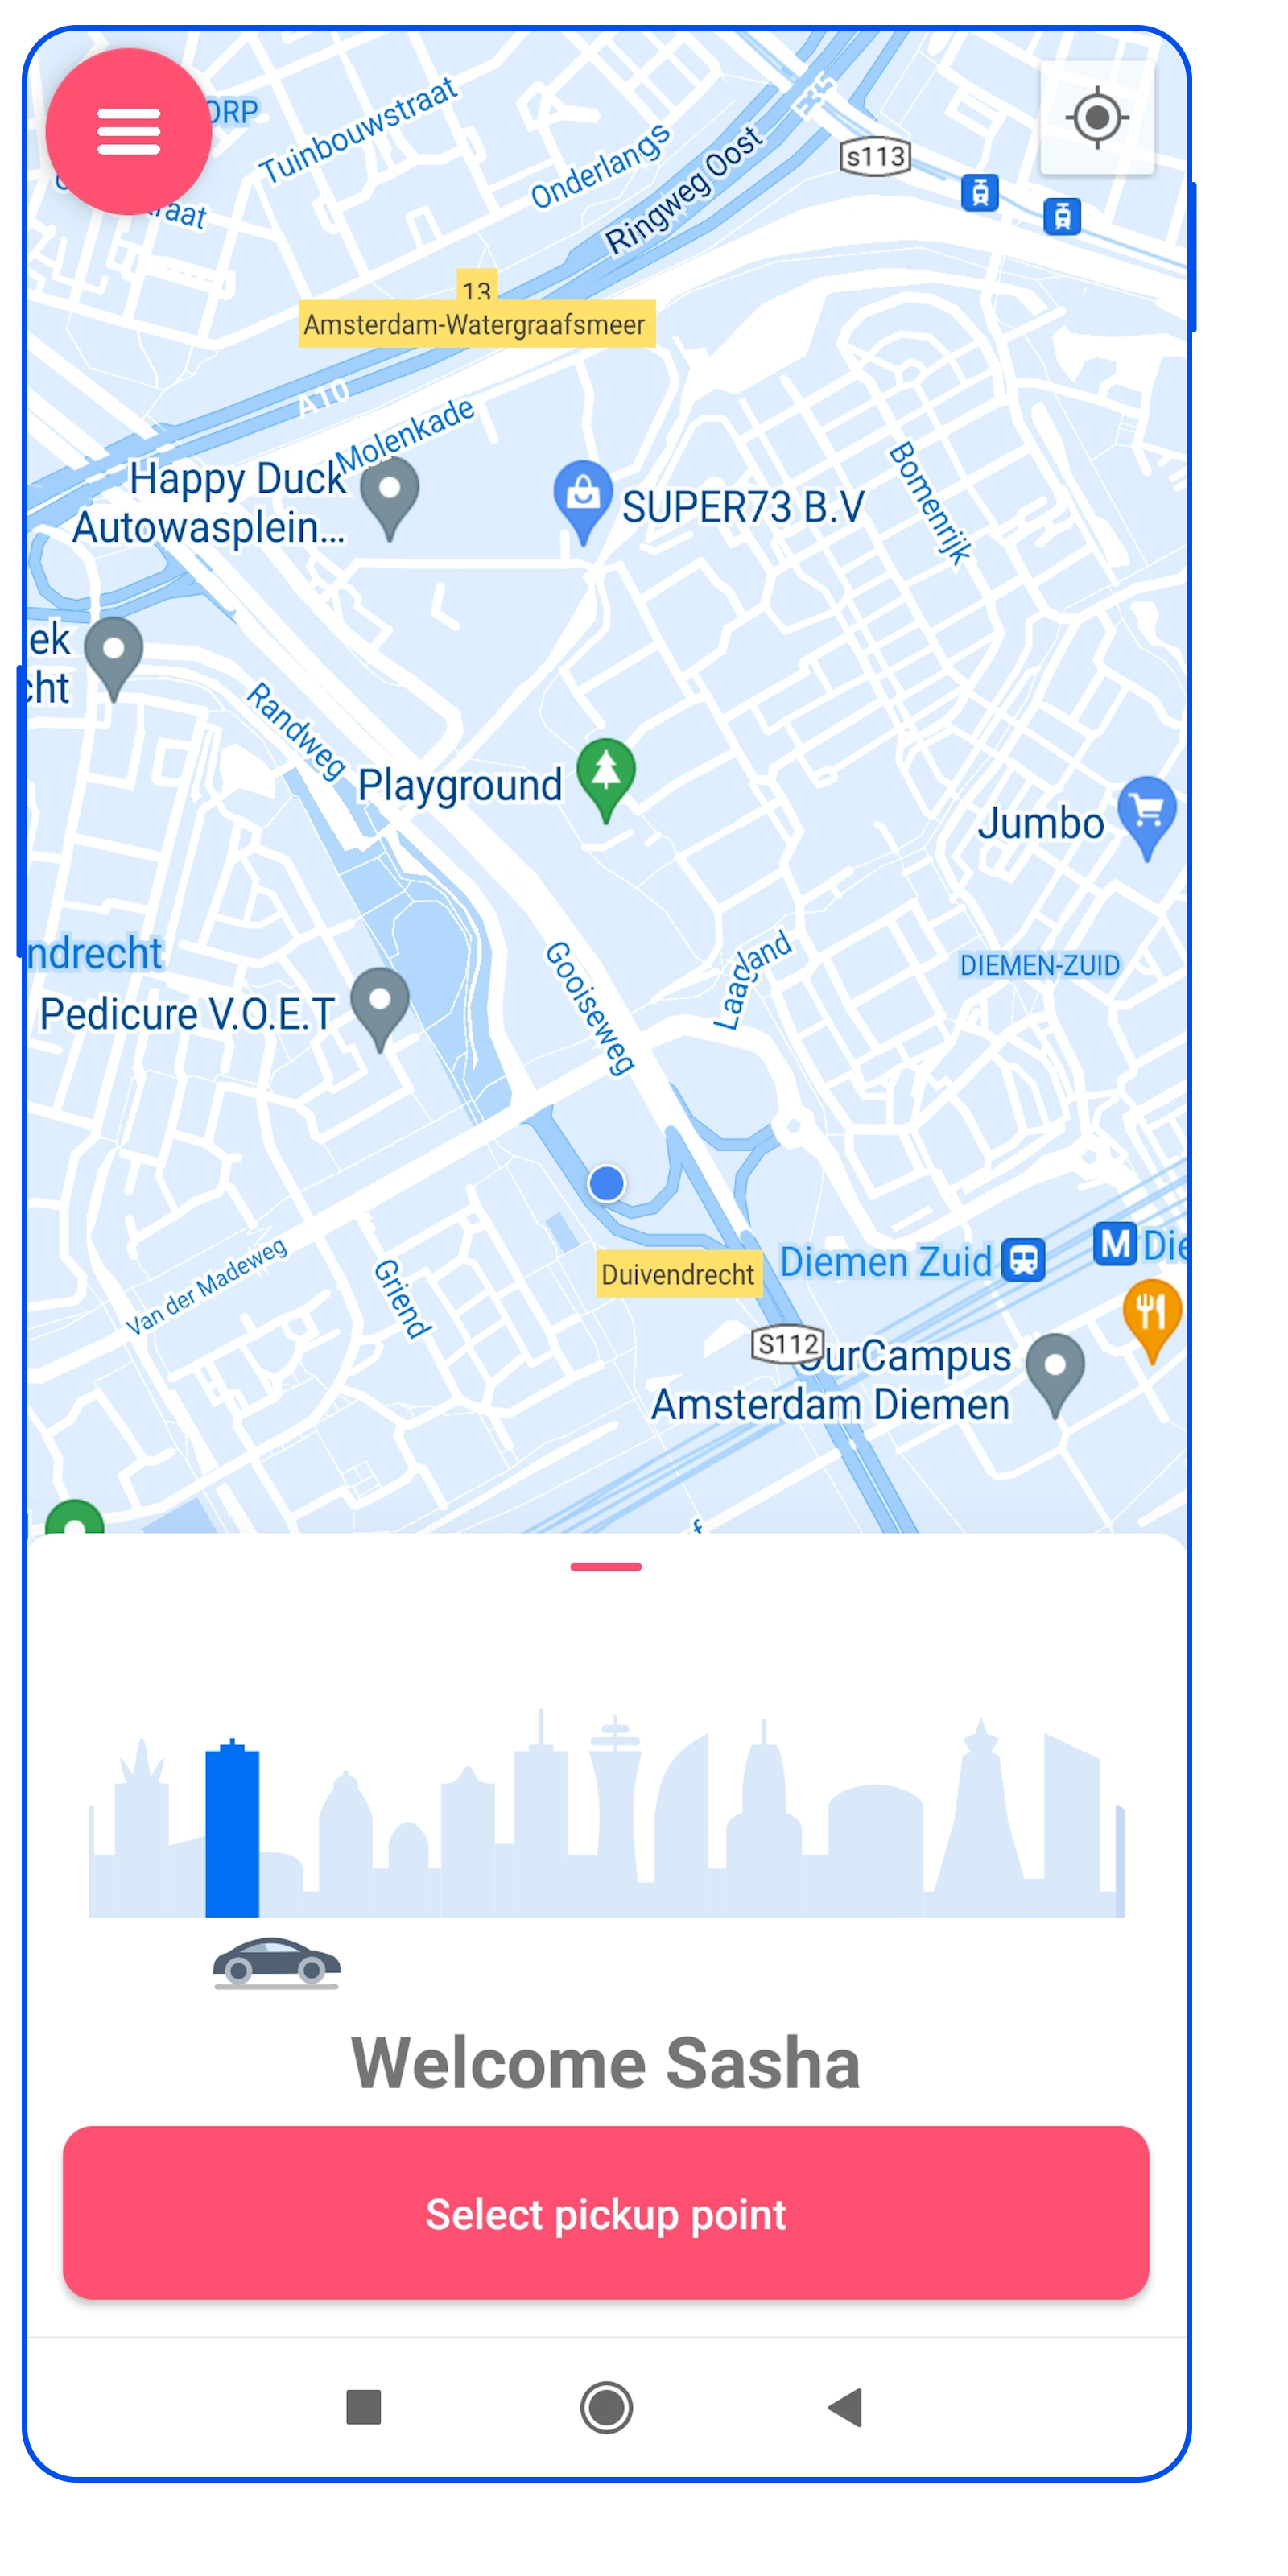 ORP
Tuinbouwstraat
Onderlangs
Ringweg Oost
E35
s113
raat
13
Amsterdam-Watergraafsmeer
A10
Molenkade
Happy Duck
Autowasplein...
SUPER73 B.V
Bomenrijk
ek
cht
Randweg
Playground
Jumbo
ndrecht
Gooiseweg
Laagland
DIEMEN-ZUID
Pedicure V.O.E.T
Van der Madeweg
Griend
Duivendrecht
Diemen Zuid
M
Die
S112
OurCampus
Amsterdam Diemen
Welcome Sasha
Select pickup point